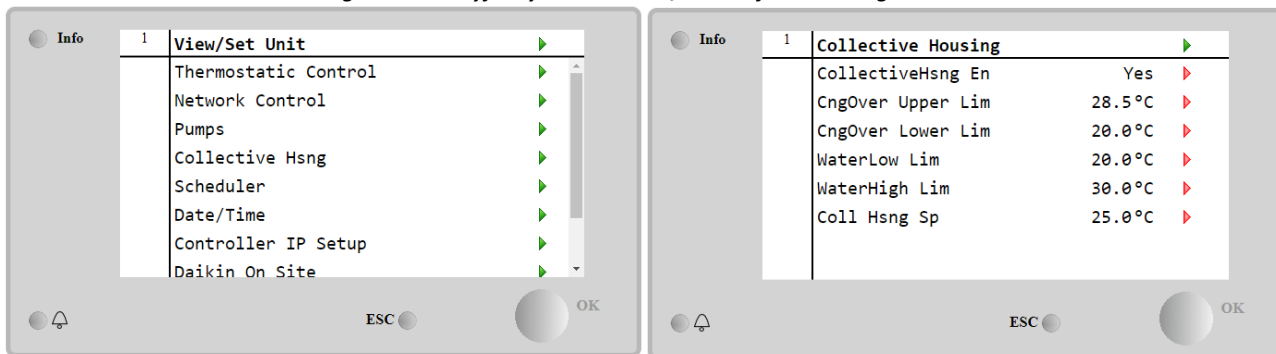 Info
1 View/Set Unit
Thermostatic Control
Network Control
Pumps
Collective Hsng
Scheduler
Date/Time
Controller IP Setup
Daikin On Site
ESC
OK
Info
1 Collective Housing
CollectiveHsng En Yes
CngOver Upper Lim 28.5°C
CngOver Lower Lim 20.0°C
WaterLow Lim 20.0°C
WaterHigh Lim 30.0°C
Coll Hsng Sp 25.0°C
ESC
OK